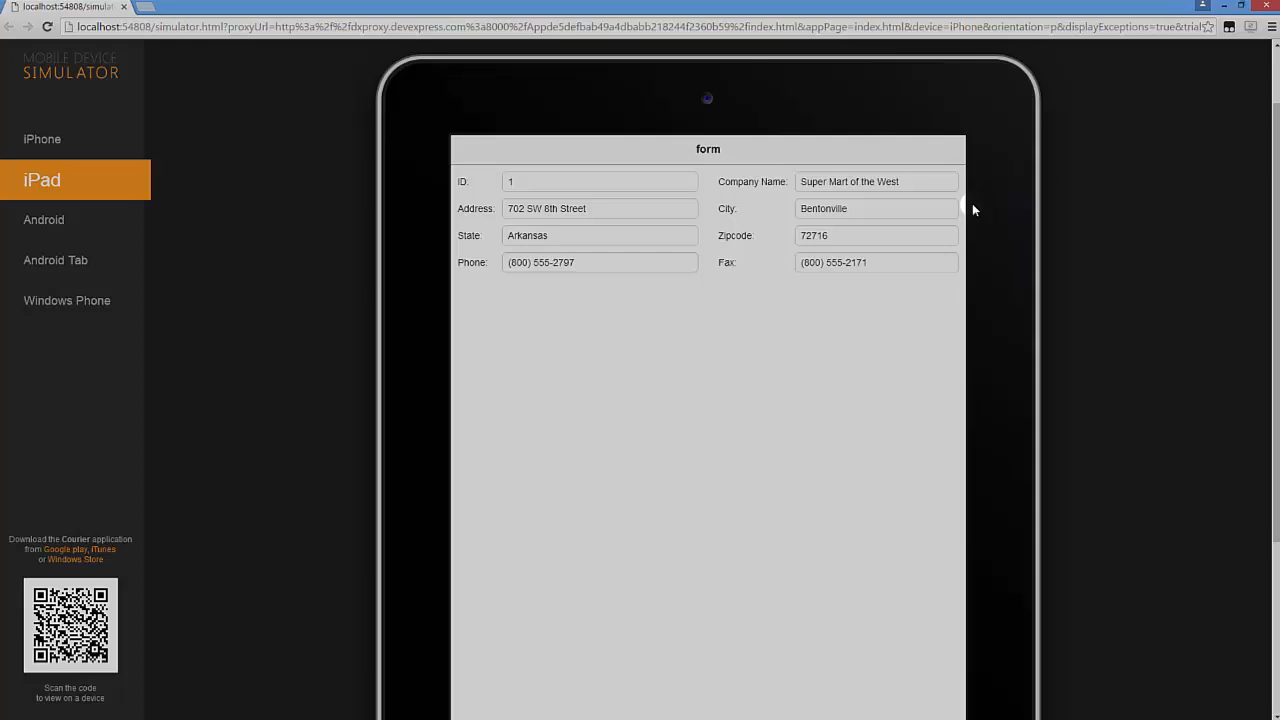 localhost:54808/simulat
localhost:54808/simulator.html?proxyUrl=http%3a%2f%2fdxproxy.devexpress.com%3a8000%2fAppde5defbab49a4dbabb218244f2360b59%2findex.html&appPage=index.html&device=iPhone&orientation=p&displayExceptions=true&trial
MOBILE DEVICE
SIMULATOR
iPhone
iPad
Android
Android Tab
Windows Phone
Download the Courier application
from Google play, iTunes
or Windows Store
Scan the code
to view on a device
form
ID: 1 Company Name: Super Mart of the West
Address: 702 SW 8th Street City: Bentonville
State: Arkansas Zipcode: 72716
Phone: (800) 555-2797 Fax: (800) 555-2171